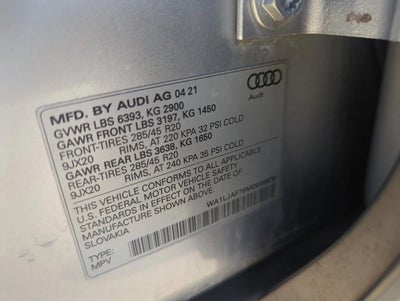 MFD. BY AUDI AG 04 21
GVWR LBS 6393, KG 2900
GAWR FRONT LBS 3197, KG 1450
FRONT-TIRES 285/45 R20
9JX20 RIMS, AT 220 KPA 32 PSI COLD
GAWR REAR LBS 3638, KG 1650
REAR-TIRES 285/45 R20
9JX20 RIMS, AT 240 KPA 35 PSI COLD
THIS VEHICLE CONFORMS TO ALL APPLICABLE
U.S. FEDERAL MOTOR VEHICLE SAFETY
STANDARDS IN EFFECT ON THE DATE OF
MANUFACTURE SHOWN ABOVE.
SLOVAKIA
TYPE:
MPV
Audi